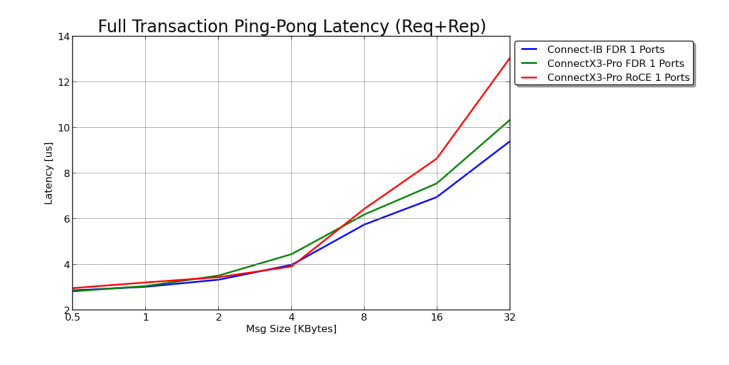 Full Transaction Ping-Pong Latency (Req+Rep)
14
12
10
8
6
4
2
Latency [us]
0.5 1 2 4 8 16 32
Msg Size [KBytes]
Connect-IB FDR 1 Ports
ConnectX3-Pro FDR 1 Ports
ConnectX3-Pro RoCE 1 Ports